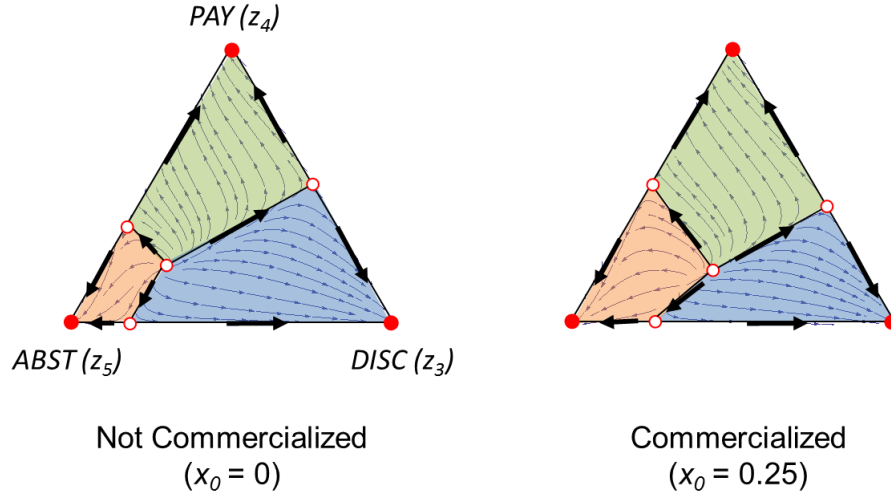 PAY (z₄)
ABST (z₅)
DISC (z₃)
Not Commercialized
(x₀ = 0)
Commercialized
(x₀ = 0.25)